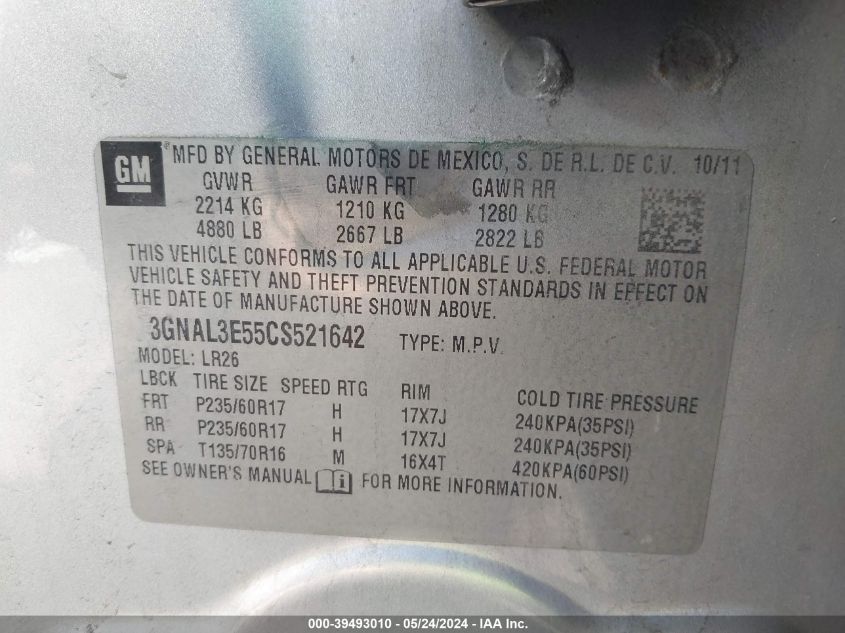 GM ® MFD BY GENERAL MOTORS DE MEXICO, S. DE R.L. DE C.V. 10/11
GVWR GAWR FRT GAWR RR
2214 KG 1210 KG 1280 KG
4880 LB 2667 LB 2822 LB
THIS VEHICLE CONFORMS TO ALL APPLICABLE U.S. FEDERAL MOTOR
VEHICLE SAFETY AND THEFT PREVENTION STANDARDS IN EFFECT ON
THE DATE OF MANUFACTURE SHOWN ABOVE.
3GNAL3E55CS521642 TYPE: M.P.V.
MODEL: LR26
LBCK TIRE SIZE SPEED RTG RIM COLD TIRE PRESSURE
FRT P235/60R17 H 17X7J 240KPA(35PSI)
RR P235/60R17 H 17X7J 240KPA(35PSI)
SPA T135/70R16 M 16X4T 420KPA(60PSI)
SEE OWNER'S MANUAL i FOR MORE INFORMATION.
000-39493010 / 05/24/2024 - IAA Inc.